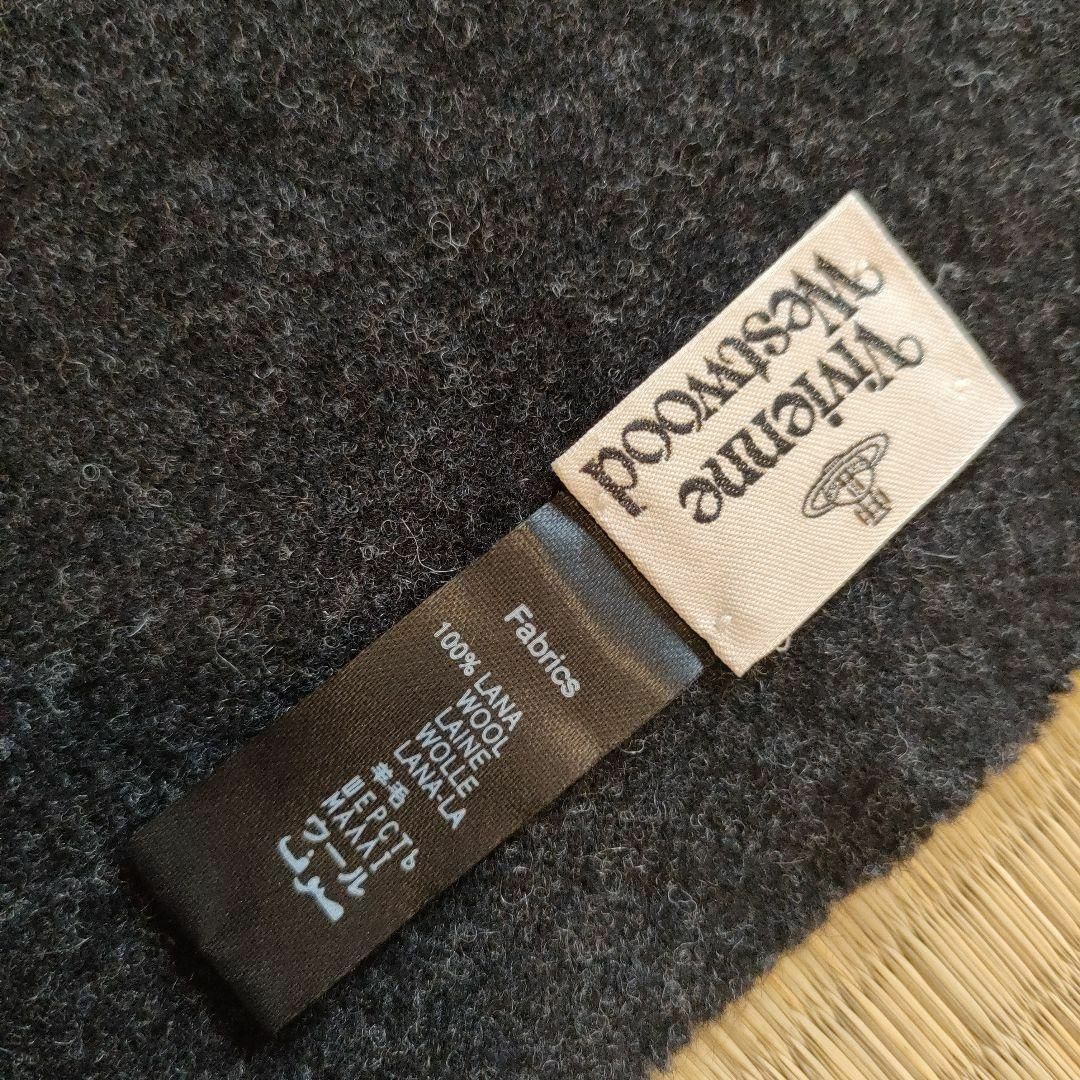 Vivienne
Westwood
Fabrics
100% LANA
WOOL
LAINE
WOLLE
LANA-LA
羊毛
ШЕРСТЬ
ΜΑΛΛΙ
ウール
صوف